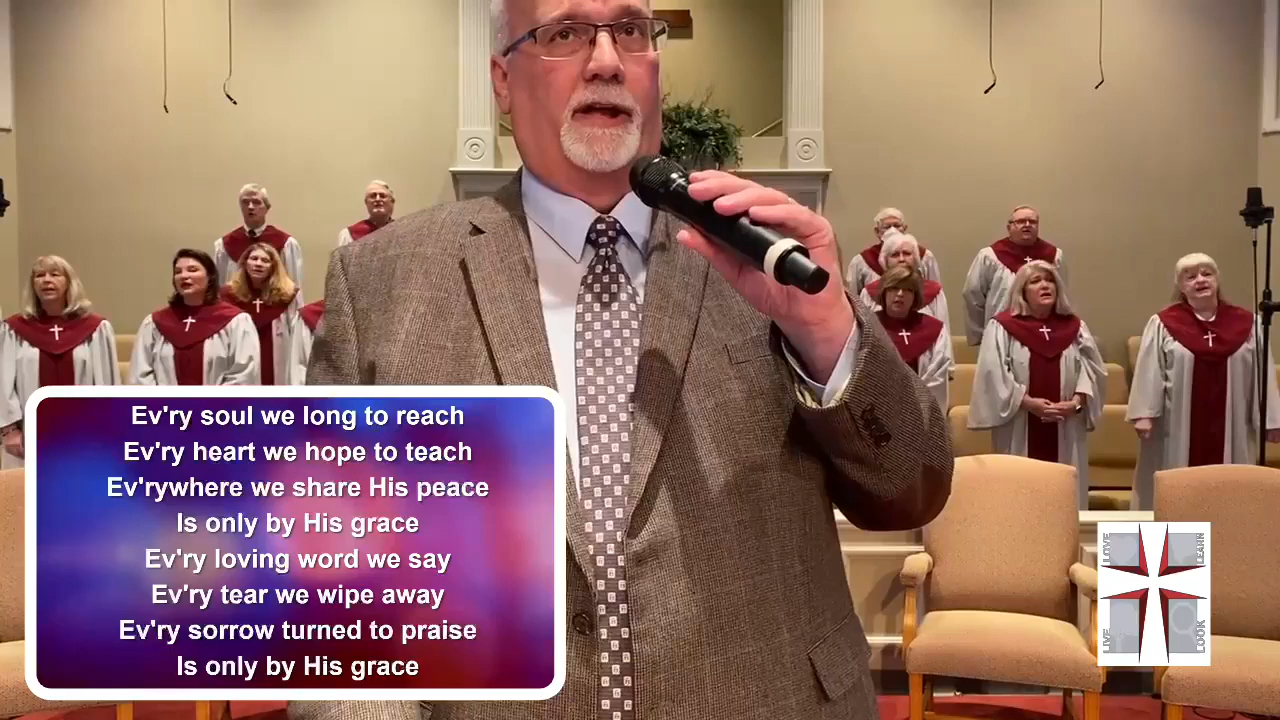 Ev'ry soul we long to reach
Ev'ry heart we hope to teach
Ev'rywhere we share His peace
Is only by His grace
Ev'ry loving word we say
Ev'ry tear we wipe away
Ev'ry sorrow turned to praise
Is only by His grace
LOVE
LEARN
LIVE
LOOK